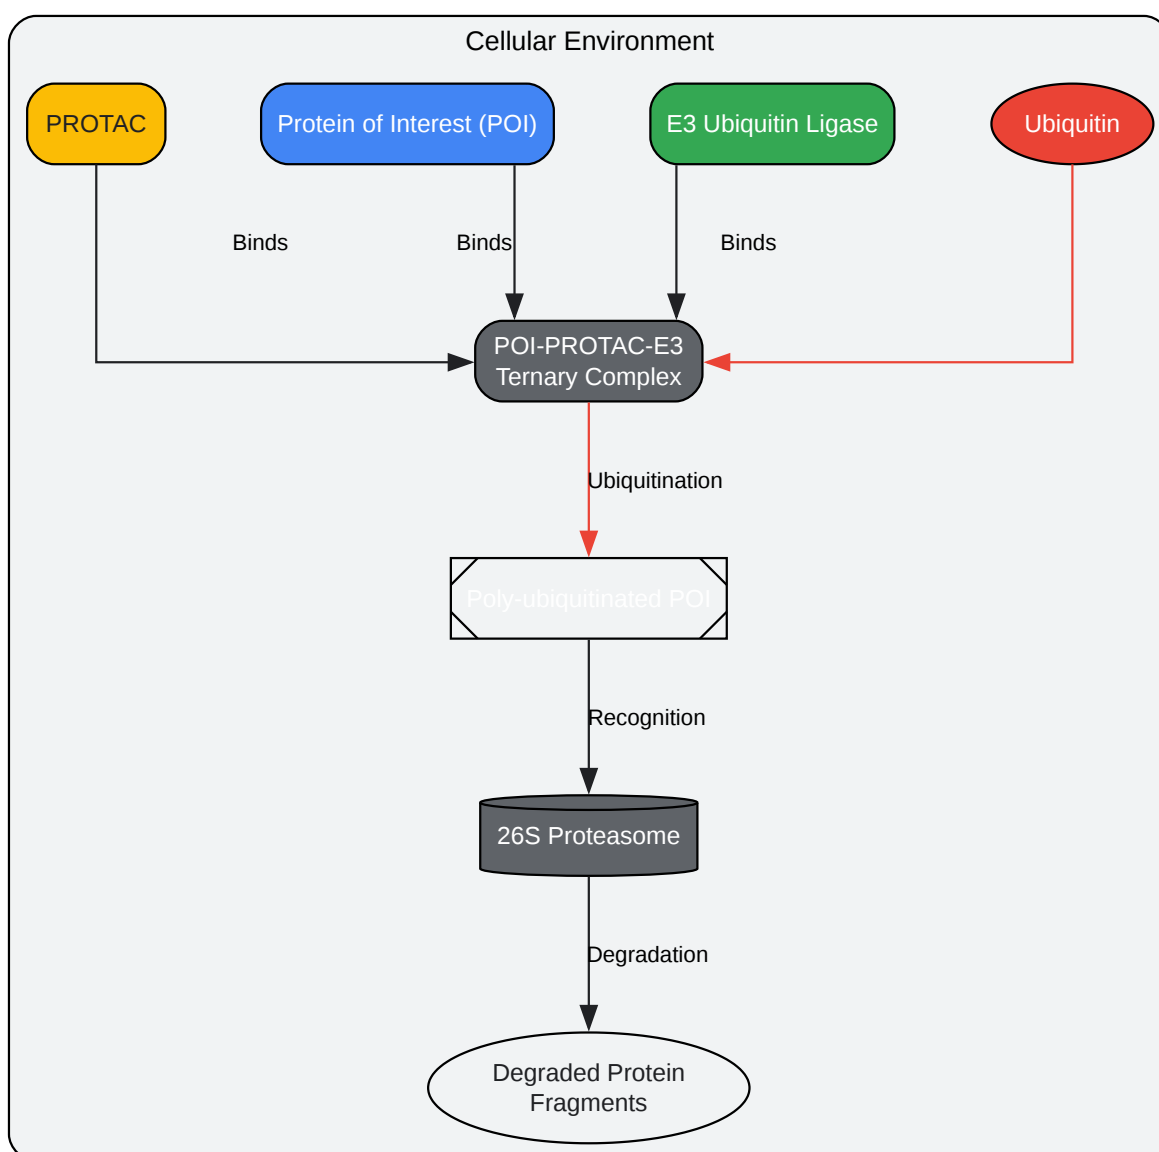 Cellular Environment
PROTAC
Protein of Interest (POI)
E3 Ubiquitin Ligase
Ubiquitin
Binds
Binds
Binds
POI-PROTAC-E3
Ternary Complex
Ubiquitination
Poly-ubiquitinated POI
Recognition
26S Proteasome
Degradation
Degraded Protein
Fragments